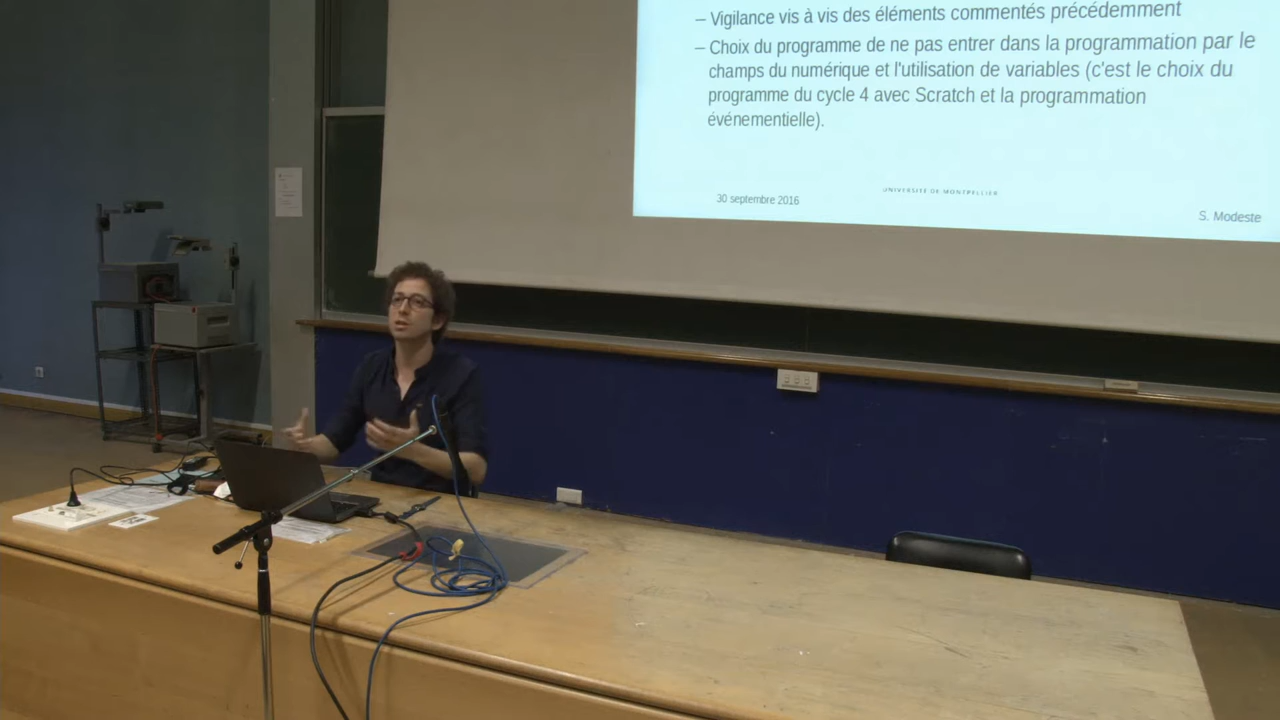 – Vigilance vis à vis des éléments commentés précédemment
– Choix du programme de ne pas entrer dans la programmation par le
champs du numérique et l'utilisation de variables (c'est le choix du
programme du cycle 4 avec Scratch et la programmation
événementielle).
30 septembre 2016
UNIVERSITÉ DE MONTPELLIER
S. Modeste